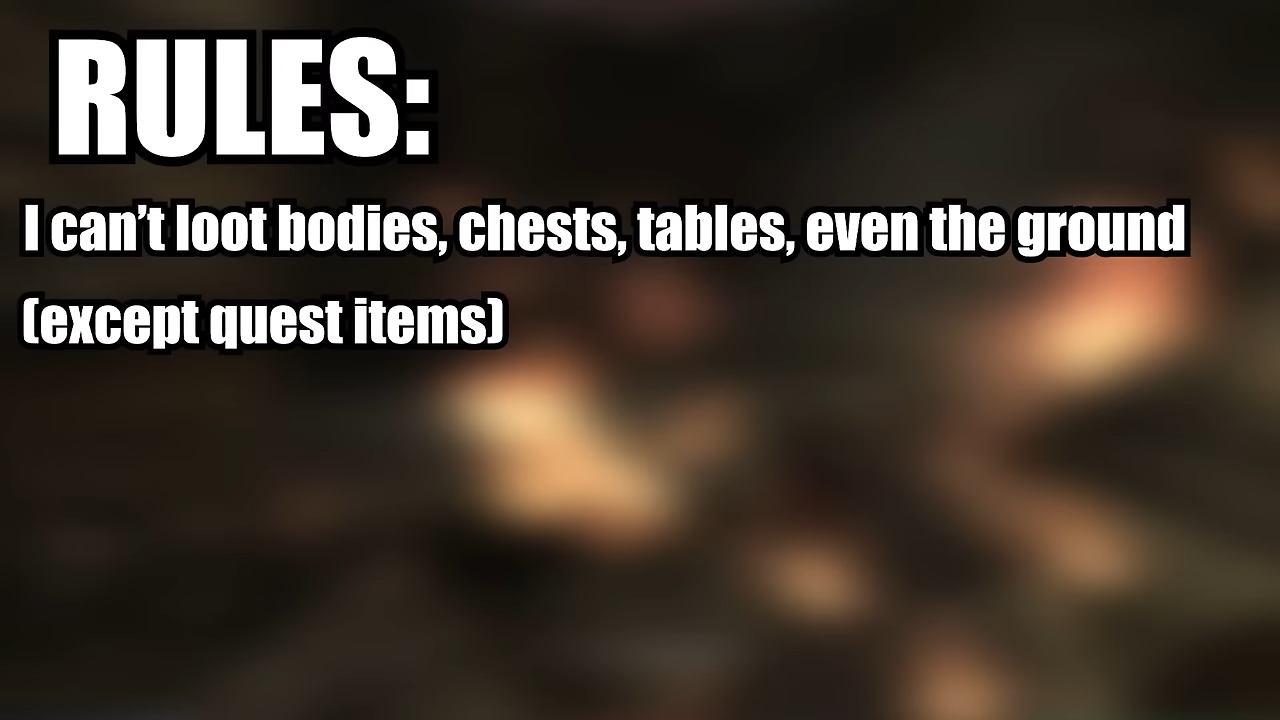 RULES:
I can’t loot bodies, chests, tables, even the ground
(except quest items)